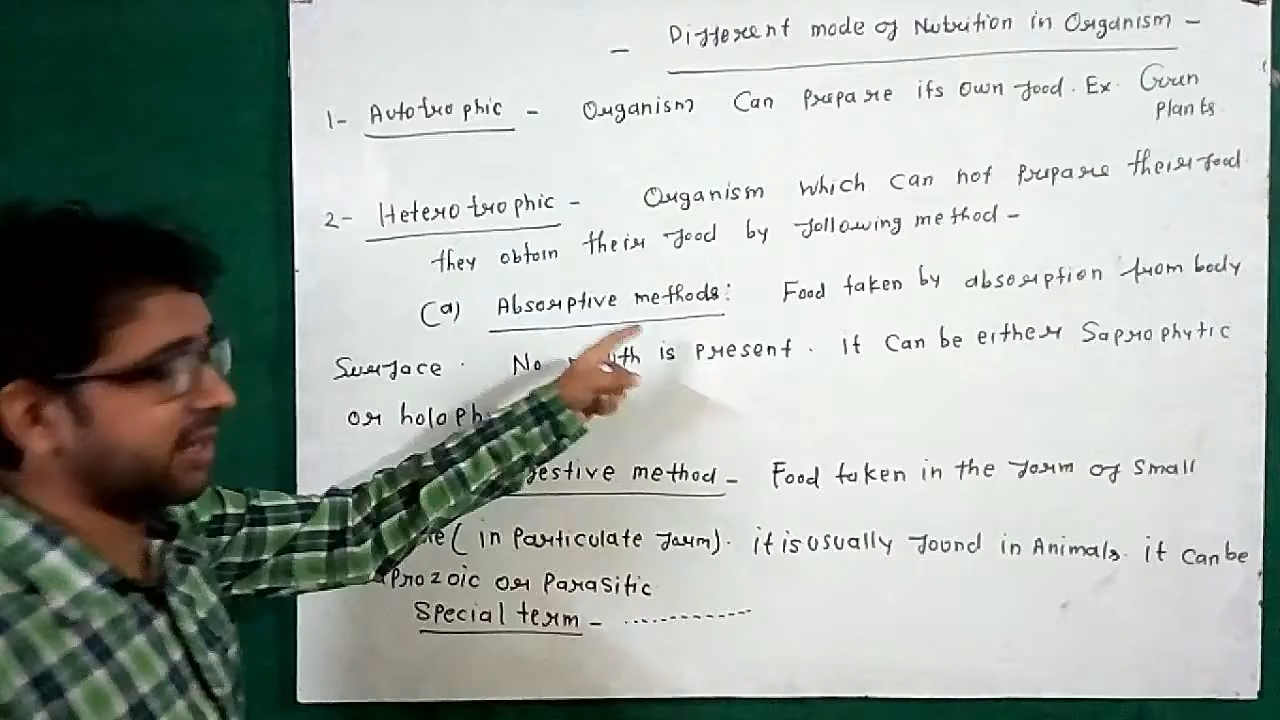 - Different mode of Nutrition in Organism -
1- Autotrophic - Organism Can Prepare its Own food. Ex. Green
Plants
2- Heterotrophic - Organism which can not prepare their food
they obtain their food by following method -
(a) Absorptive methods: Food taken by absorption from body
Surface. No is present. it can be either Saprophytic
or
method - Food taken in the form of Small
(in Particulate form). it is usually found in Animals. it can be
or Parasitic
Special term - ............